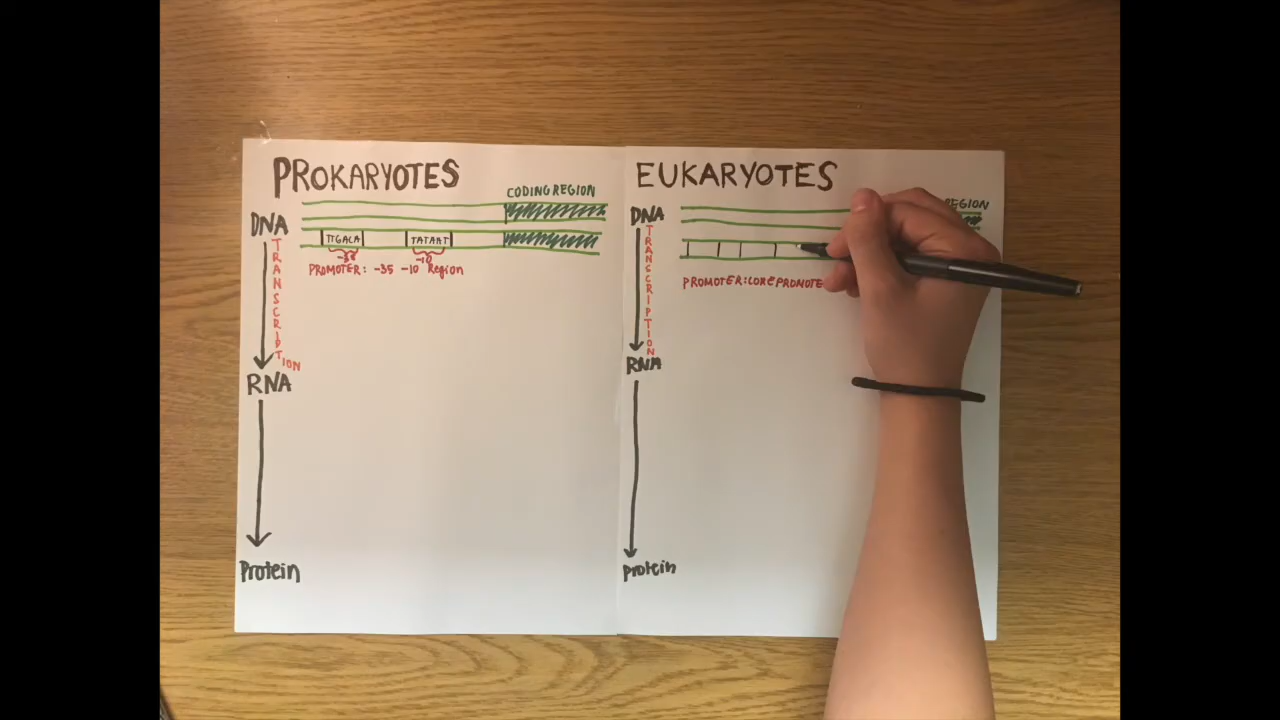 PROKARYOTES
CODING REGION
DNA
TTGACA
TATAAT
-35
-10
PROMOTER: -35 -10 Region
TRANSCRIPTION
RNA
Protein
EUKARYOTES
REGION
DNA
PROMOTER:CORE PROMOTE
TRANSCRIPTION
RNA
Protein